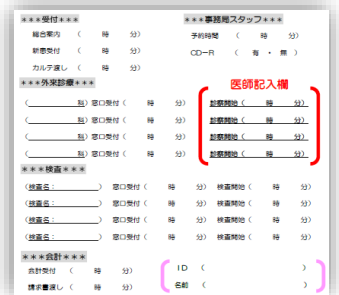 ***受付***
***事務局スタッフ***
総合案内 （ 時 分）
予約時間 （ 時 分）
新患受付 （ 時 分）
CD－R （ 有 ・ 無 ）
カルテ渡し （ 時 分）
***外来診療***
医師記入欄
（ 科）窓口受付（ 時 分） 診察開始（ 時 分）
（ 科）窓口受付（ 時 分） 診察開始（ 時 分）
（ 科）窓口受付（ 時 分） 診察開始（ 時 分）
（ 科）窓口受付（ 時 分） 診察開始（ 時 分）
***検査***
（検査名： ） 窓口受付（ 時 分） 検査開始（ 時 分）
（検査名： ） 窓口受付（ 時 分） 検査開始（ 時 分）
（検査名： ） 窓口受付（ 時 分） 検査開始（ 時 分）
（検査名： ） 窓口受付（ 時 分） 検査開始（ 時 分）
***会計***
会計受付 （ 時 分）
ID （ ）
請求書渡し（ 時 分）
名前 （ ）